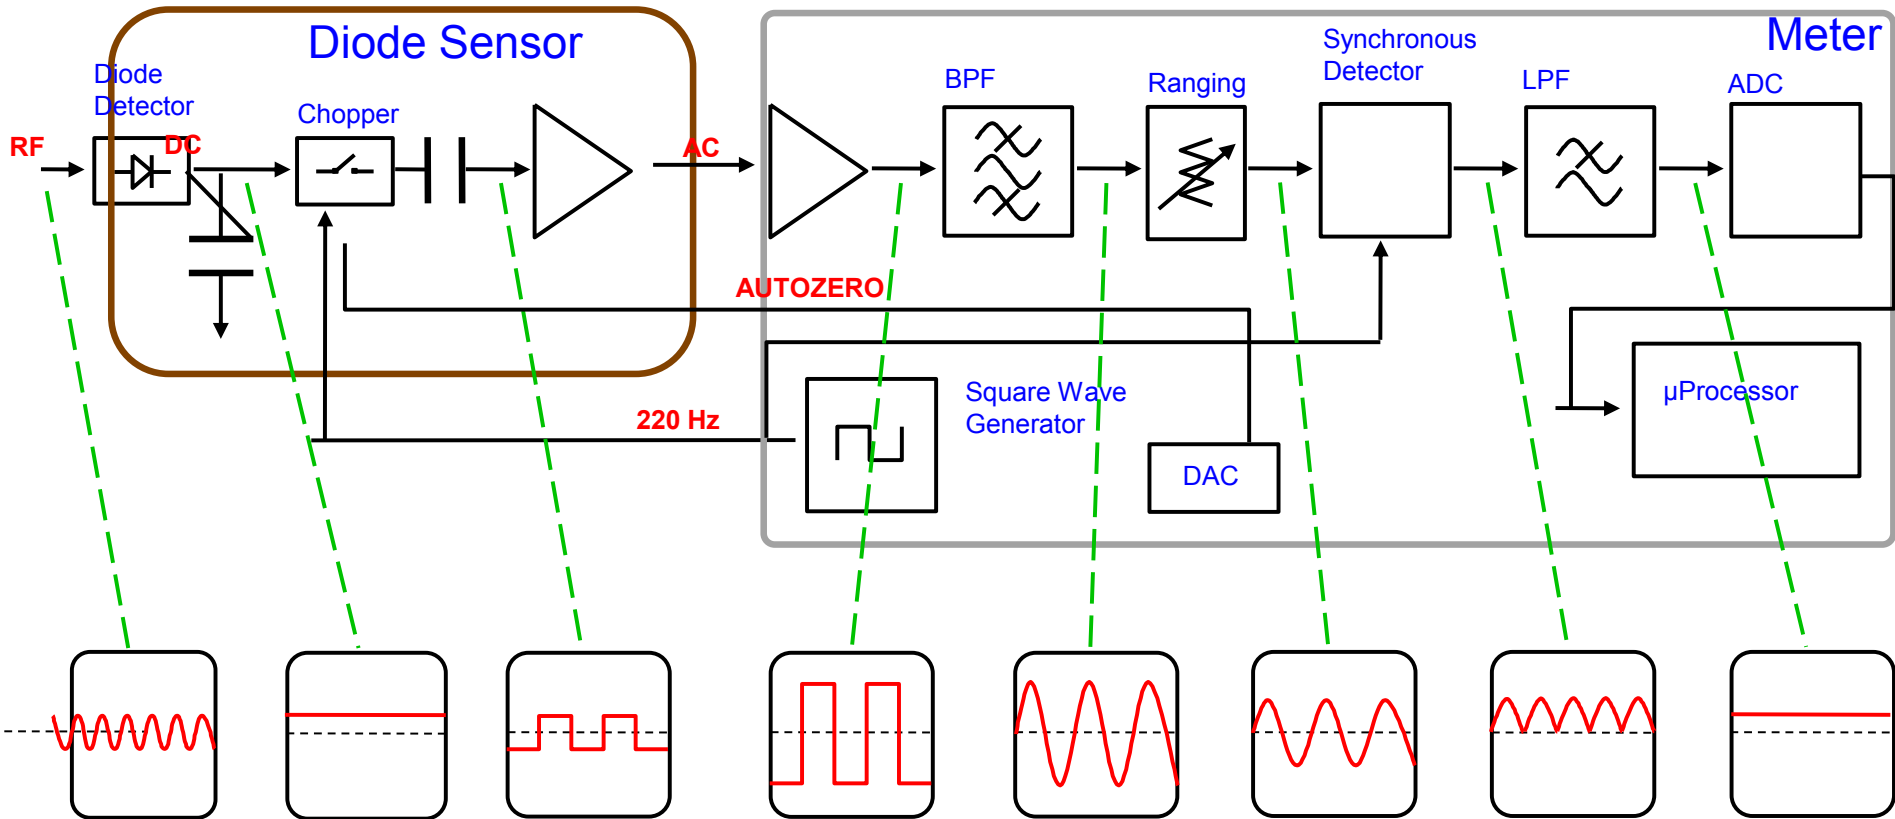 Diode Sensor
Meter
Diode
Detector
Chopper
BPF
Ranging
Synchronous
Detector
LPF
ADC
RF
DC
AC
AUTOZERO
220 Hz
Square Wave
Generator
DAC
µProcessor